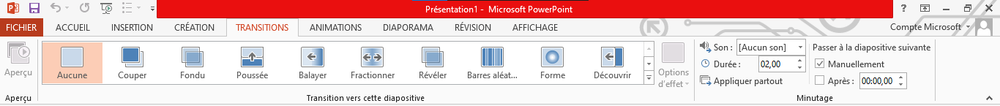 Présentation1 - Microsoft PowerPoint
FICHIER ACCUEIL INSERTION CRÉATION TRANSITIONS ANIMATIONS DIAPORAMA RÉVISION AFFICHAGE Compte Microsoft
Aperçu
Aucune Couper Fondu Poussée Balayer Fractionner Révéler Barres aléat... Forme Découvrir
Options d'effet
Son : [Aucun son]
Durée : 02,00
Appliquer partout
Passer à la diapositive suivante
Manuellement
Après : 00:00,00
Aperçu Transition vers cette diapositive Minutage